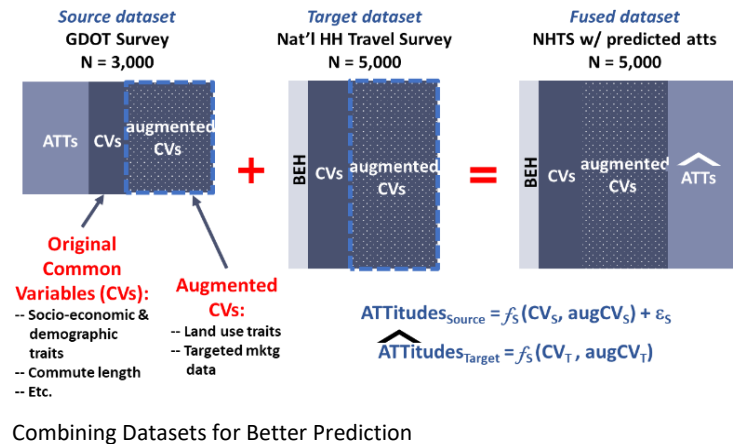 Source dataset
GDOT Survey
N = 3,000
Target dataset
Nat'l HH Travel Survey
N = 5,000
Fused dataset
NHTS w/ predicted atts
N = 5,000
ATTs
CVs
augmented
CVs
+
BEH
CVs
augmented
CVs
=
BEH
CVs
augmented
CVs
ATTs
Original
Common
Variables (CVs):
-- Socio-economic &
demographic
traits
-- Commute length
-- Etc.
Augmented
CVs:
-- Land use traits
-- Targeted mktg
data
ATTitudesSource = fS(CVS, augCVS) + εS
ATTitudesTarget = fS(CVT, augCVT)
Combining Datasets for Better Prediction